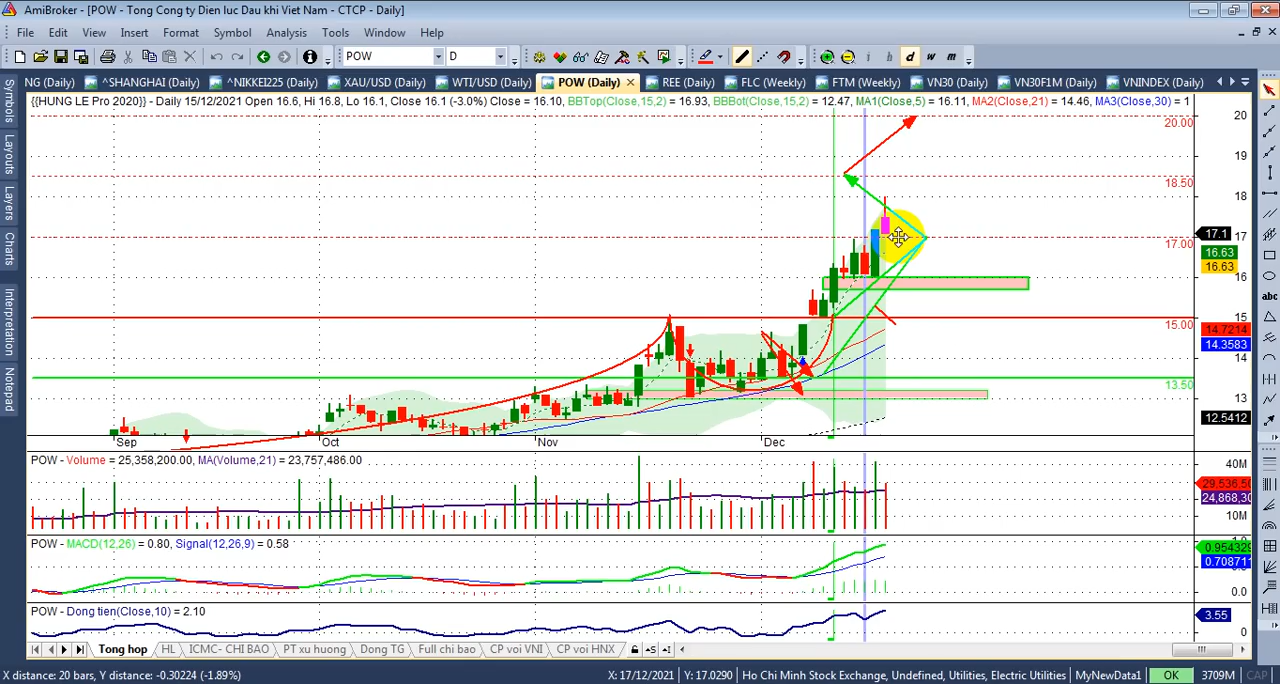 AmiBroker - [POW - Tong Cong ty Dien luc Dau khi Viet Nam - CTCP - Daily]
File Edit View Insert Format Symbol Analysis Tools Window Help
POW D i h d w m
NG (Daily) ^SHANGHAI (Daily) ^NIKKEI225 (Daily) XAU/USD (Daily) WTI/USD (Daily) POW (Daily) REE (Daily) FLC (Weekly) FTM (Weekly) VN30 (Daily) VN30F1M (Daily) VNINDEX (Daily)
{{HUNG LE Pro 2020}} - Daily 15/12/2021 Open 16.6, Hi 16.8, Lo 16.1, Close 16.1 (-3.0%) Close = 16.10, BBTop(Close,15,2) = 16.93, BBBot(Close,15,2) = 12.47, MA1(Close,5) = 16.11, MA2(Close,21) = 14.46, MA3(Close,30) = 1
Symbols
Layouts
Layers
Charts
Interpretation
Notepad
abc
20.00
20
19
18.50
18
17.1
17.00
17
16.63
16.63
16
15.00
15
14.7214
14.3583
14
13.50
13
12.5412
Sep Oct Nov Dec
POW - Volume = 25,358,200.00, MA(Volume,21) = 23,757,486.00
40M
29,536,50
24,868,30
10M
POW - MACD(12,26) = 0.80, Signal(12,26,9) = 0.58
0.954329
0.708711
0.0
POW - Dong tien(Close,10) = 2.10
3.55
0
Tong hop HL ICMC- CHI BAO PT xu huong Dong TG Full chi bao CP voi VNI CP voi HNX
X distance: 20 bars, Y distance: -0.30224 (-1.89%) X: 17/12/2021, Y: 17.0290 Ho Chi Minh Stock Exchange, Undefined, Utilities, Electric Utilities MyNewData1 OK 3709M CAP